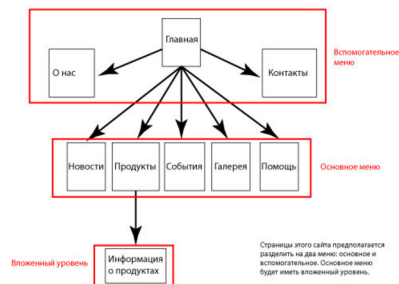 Главная
Вспомогательное
меню
О нас
Контакты
Новости
Продукты
События
Галерея
Помощь
Основное меню
Вложенный уровень
Информация
о продуктах
Страницы этого сайта предполагается
разделить на два меню: основное и
вспомогательное. Основное меню
будет иметь вложенный уровень.